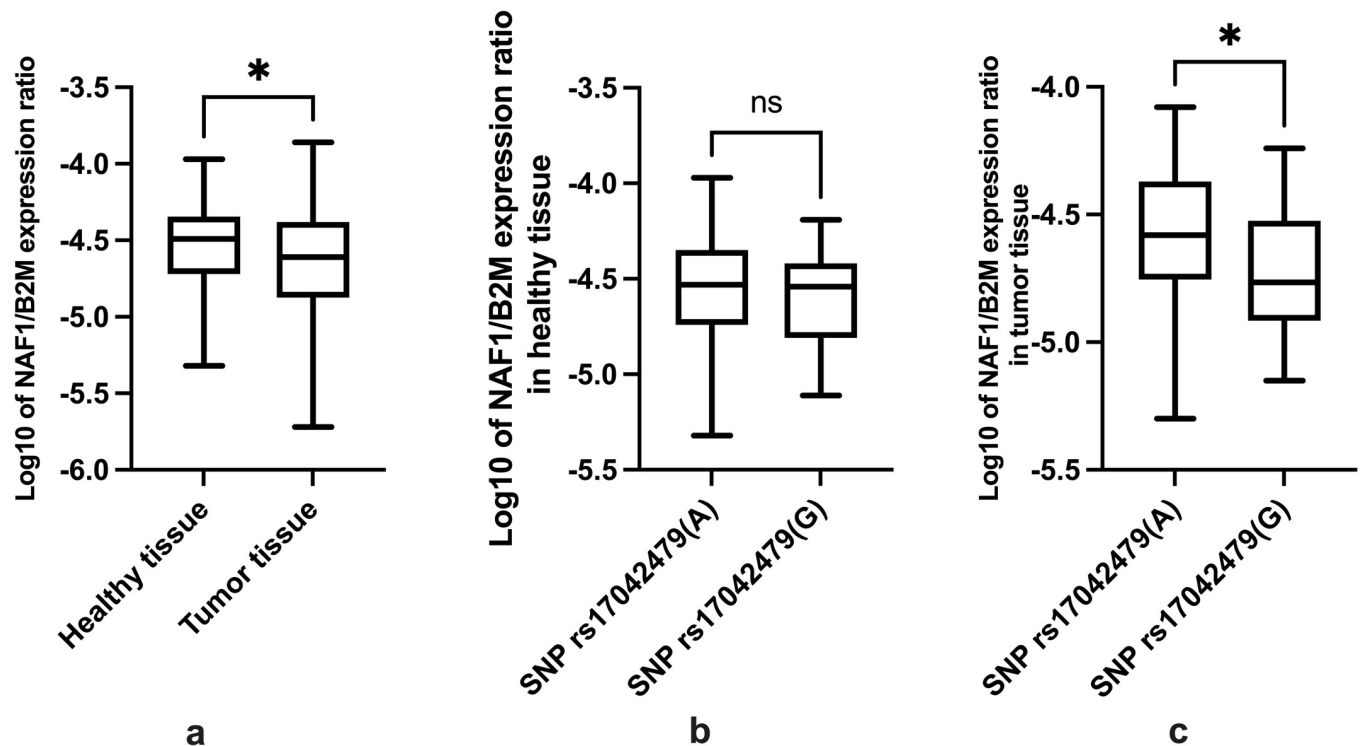 Log10 of NAF1/B2M expression ratio
-3.5
-4.0
-4.5
-5.0
-5.5
-6.0
*
Healthy tissue
Tumor tissue
a
Log10 of NAF1/B2M expression ratio
in healthy tissue
-3.5
-4.0
-4.5
-5.0
-5.5
ns
SNP rs17042479(A)
SNP rs17042479(G)
b
Log10 of NAF1/B2M expression ratio
in tumor tissue
-4.0
-4.5
-5.0
-5.5
*
SNP rs17042479(A)
SNP rs17042479(G)
c